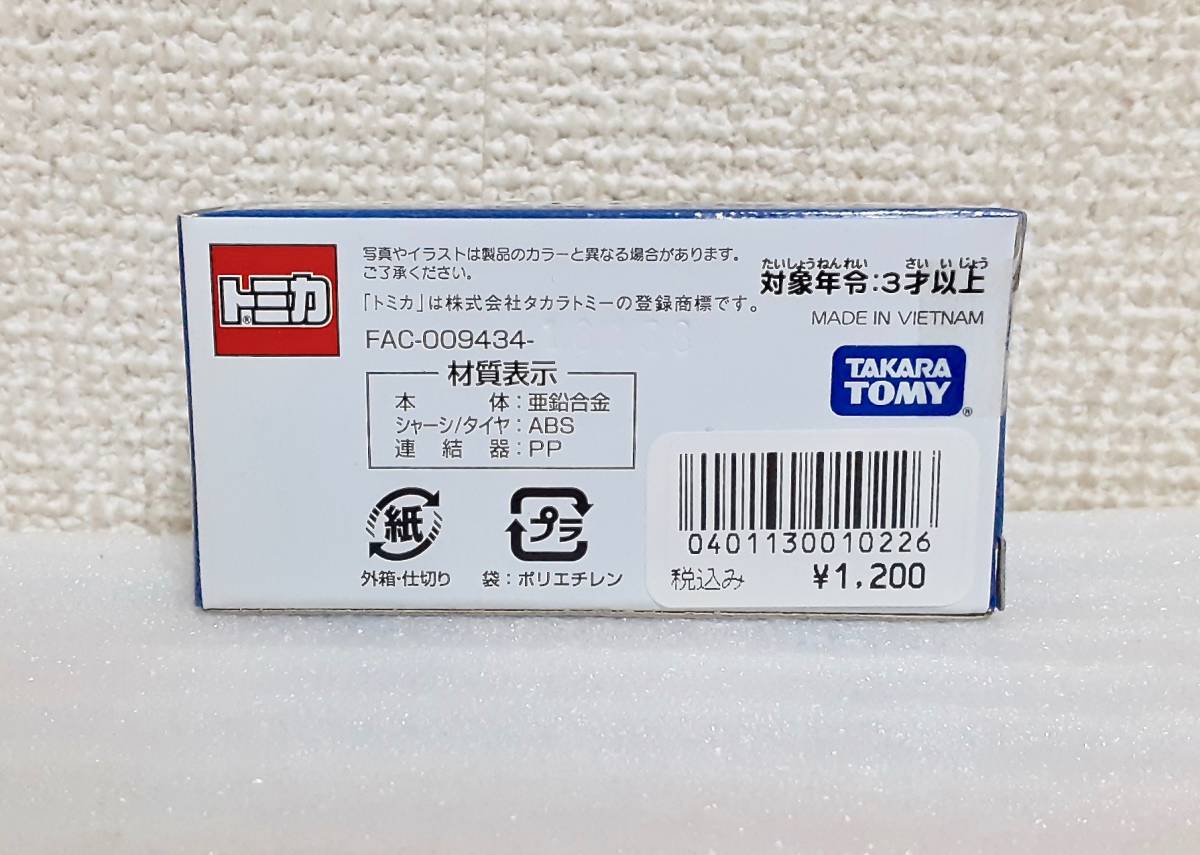 トミカ®
写真やイラストは製品のカラーと異なる場合があります。
ご了承ください。
「トミカ」は株式会社タカラトミーの登録商標です。
FAC-009434-
材質表示
本体:亜鉛合金
シャーシ/タイヤ:ABS
連結器:PP
紙
外箱・仕切り
プラ
袋:ポリエチレン
たいしょうねんれい さい いじょう
対象年令:3才以上
MADE IN VIETNAM
TAKARA
TOMY®
0401130010226
税込み ¥1,200